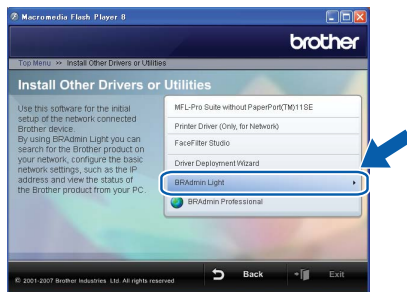 Macromedia Flash Player 8
brother
Top Menu >> Install Other Drivers or Utilities
Install Other Drivers or Utilities
Use this software for the initial
setup of the network connected
Brother device.
By using BRAdmin Light you can
search for the Brother product on
your network, configure the basic
network settings, such as the IP
address and view the status of
the Brother product from your PC.
MFL-Pro Suite without PaperPort(TM)11SE
Printer Driver (Only, for Network)
FaceFilter Studio
Driver Deployment Wizard
BRAdmin Light
BRAdmin Professional
© 2001-2007 Brother Industries Ltd. All rights reserved
Back
Exit